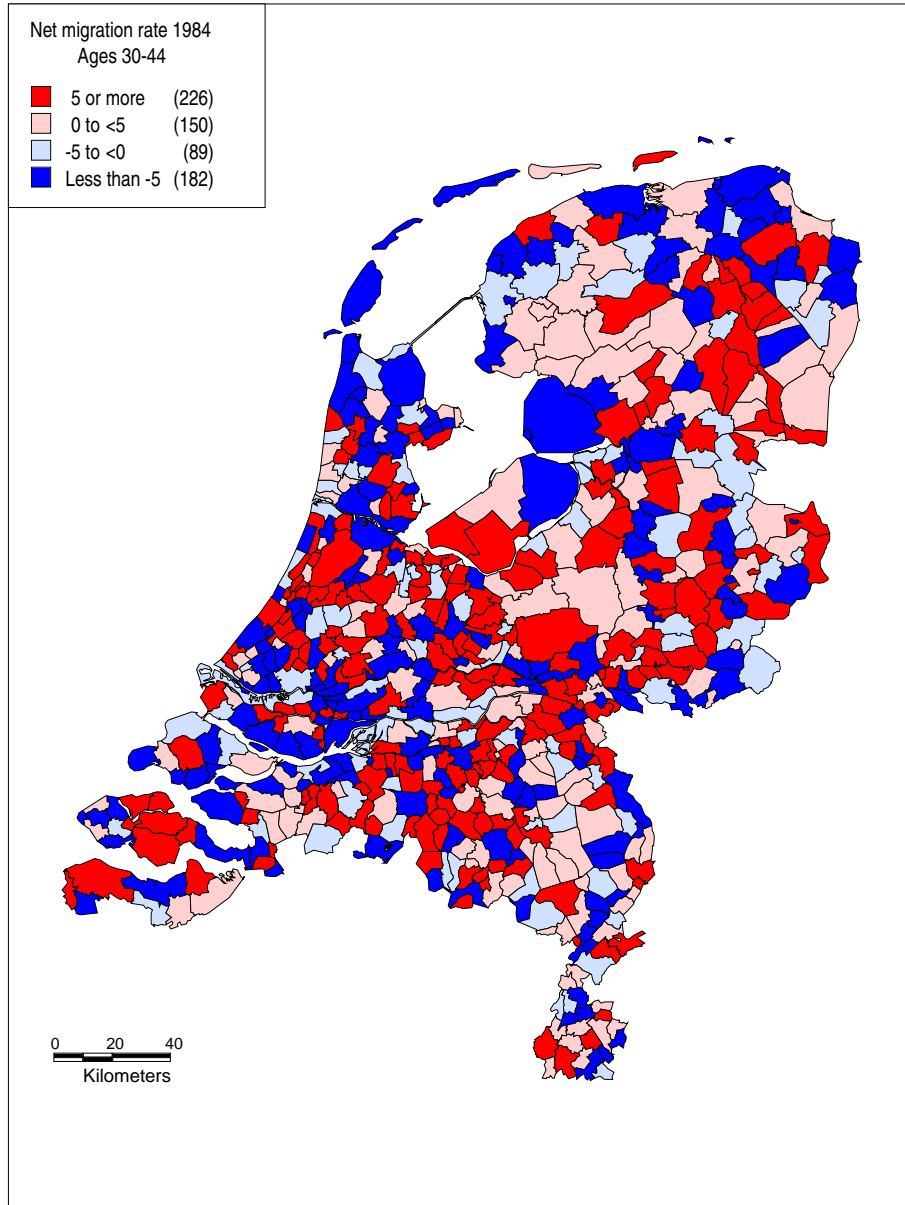 Net migration rate 1984
Ages 30-44
5 or more (226)
0 to <5 (150)
-5 to <0 (89)
Less than -5 (182)
0 20 40
Kilometers